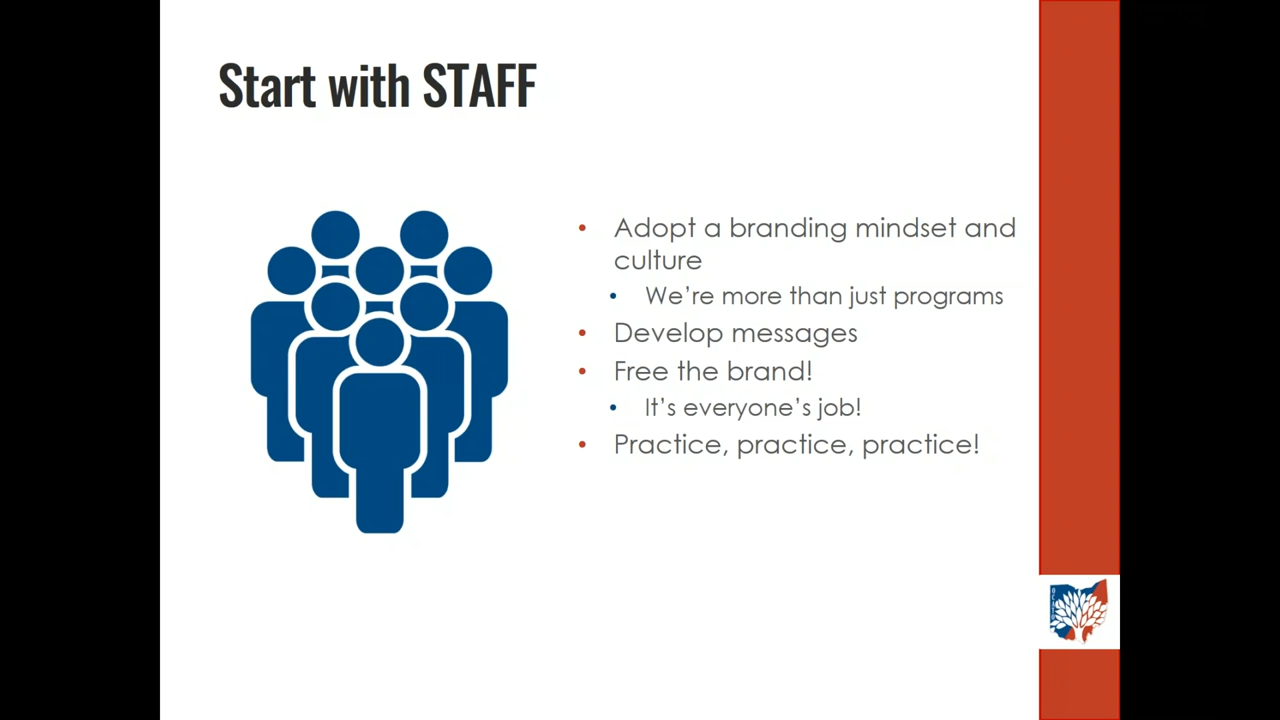 Start with STAFF
• Adopt a branding mindset and
culture
• We're more than just programs
• Develop messages
• Free the brand!
• It's everyone's job!
• Practice, practice, practice!